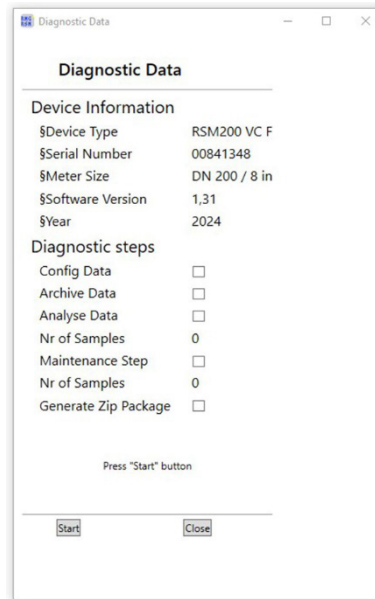 Diagnostic Data
Diagnostic Data
Device Information
§Device Type RSM200 VC F
§Serial Number 00841348
§Meter Size DN 200 / 8 in
§Software Version 1,31
§Year 2024
Diagnostic steps
Config Data
Archive Data
Analyse Data
Nr of Samples 0
Maintenance Step
Nr of Samples 0
Generate Zip Package
Press "Start" button
Start Close